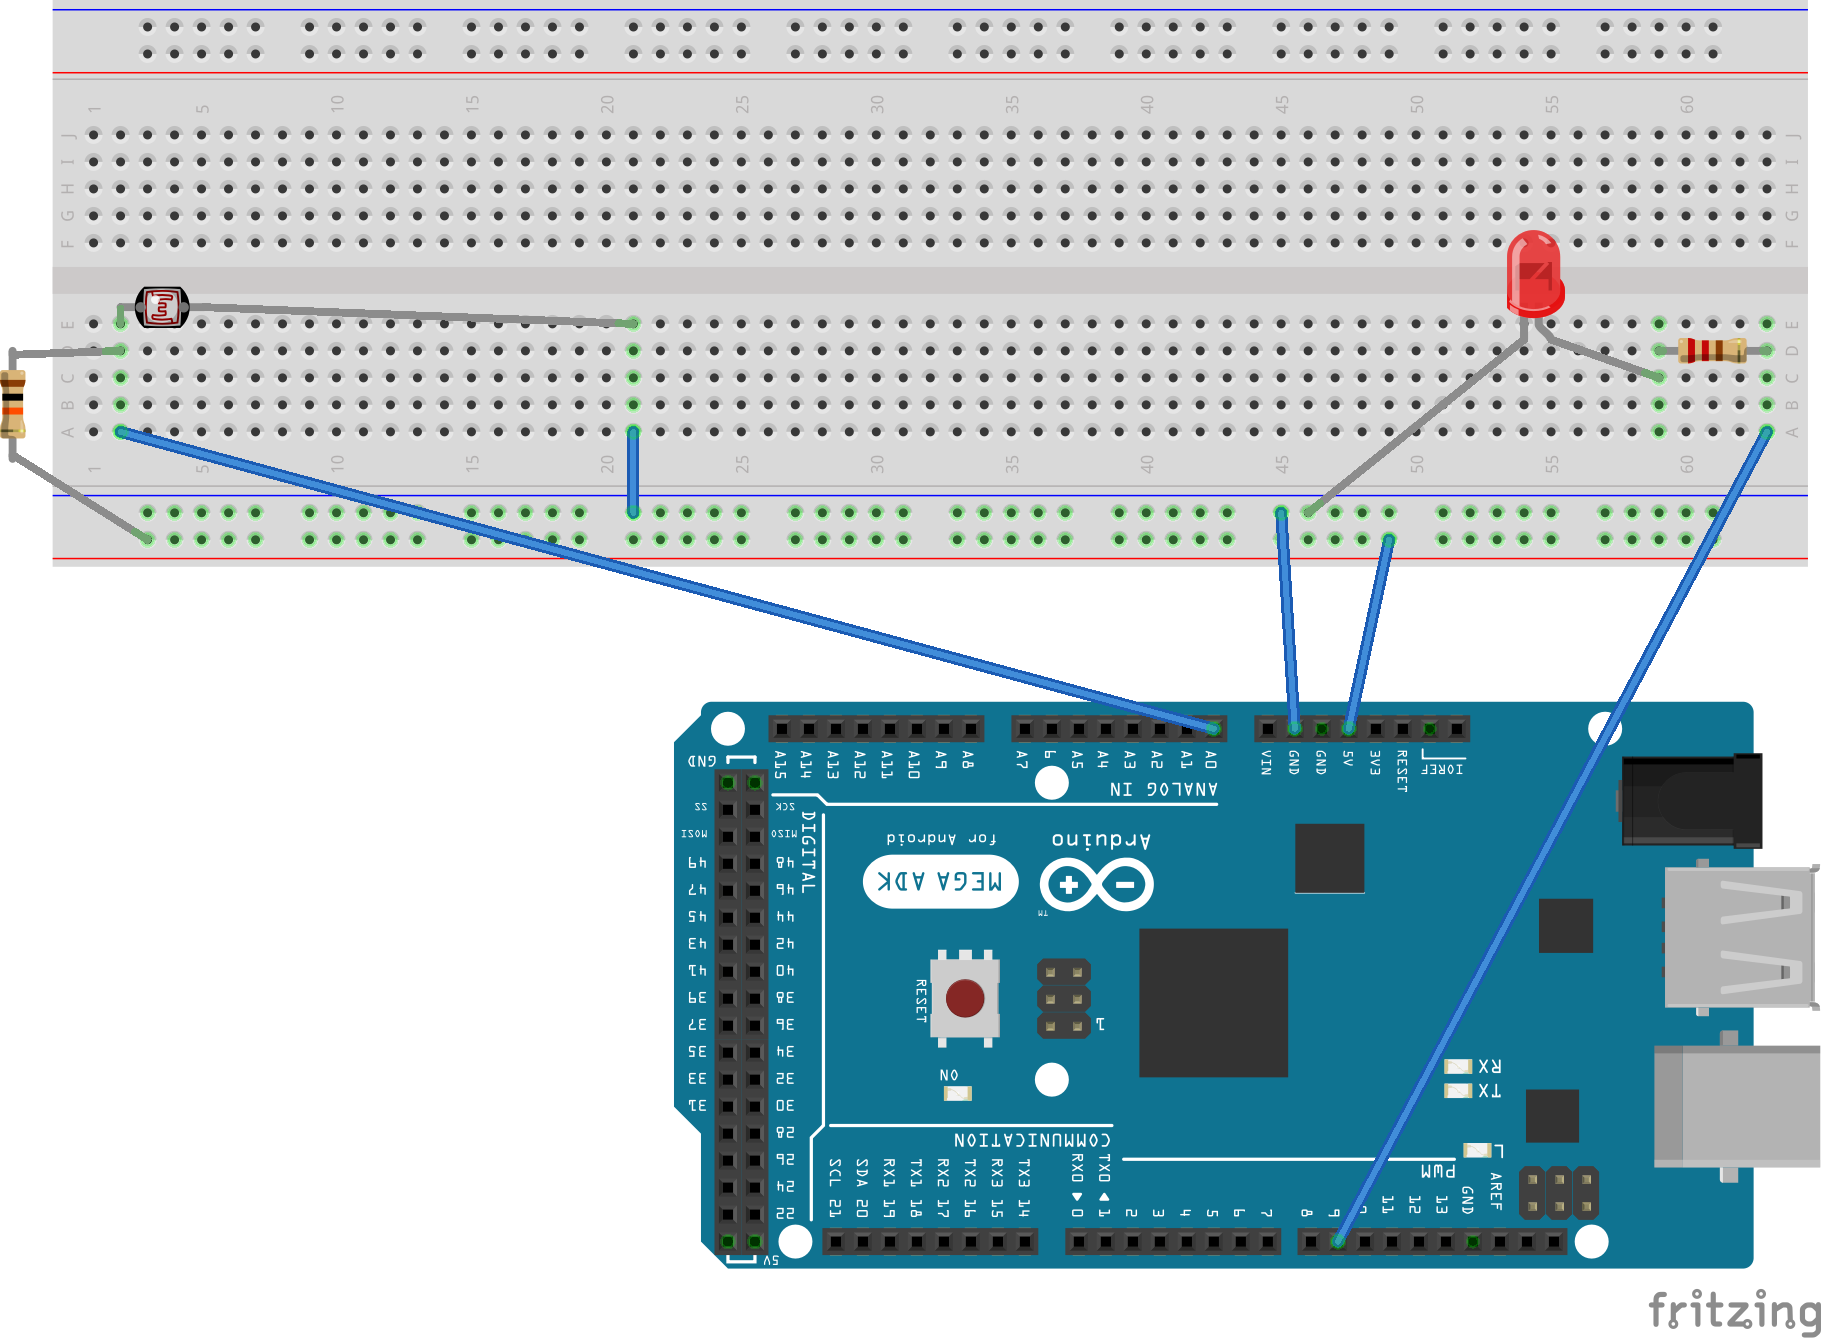 1 5 10 15 20 25 30 35 40 45 50 55 60
J J
I I
H H
G G
F F
E E
D
C C
B B
A A
1 5 10 15 20 25 30 35 40 45 50 55 60
A15 A14 A13 A12 A11 A10 A9 A8
A7 6 A5 A4 A3 A2 A1 A0
VIN GND GND 5V 3V3 RESET IOREF
ANALOG IN
GND
SS SCK
MOSI MISO
49 48
47 46
45 44
43 42
41 40
39 38
37 36
35 34
33 32
31 30
28
26
24
22
5V
DIGITAL
Arduino
for Android
MEGA ADK
TM
RESET
1
ON
RX
TX
L
COMMUNICATION
PWM
SCL 21
SDA 20
RX1 19
TX1 18
RX2 17
TX2 16
RX3 15
TX3 14
RX0 0
TX0 1
2 3 4 5 6 7
8 9 11 12 13 GND AREF
fritzing